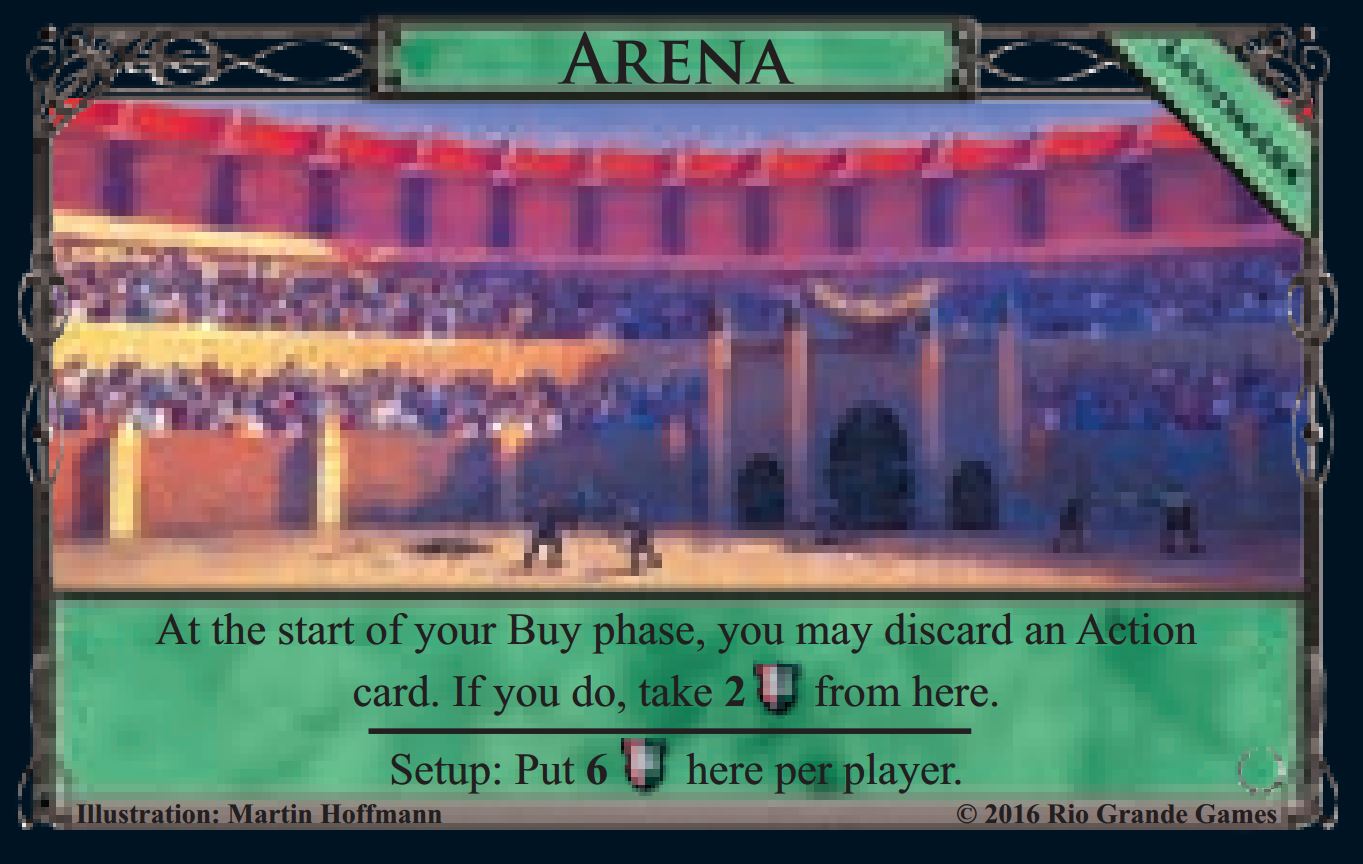 ARENA
At the start of your Buy phase, you may discard an Action
card. If you do, take 2 from here.
Setup: Put 6 here per player.
Illustration: Martin Hoffmann
© 2016 Rio Grande Games